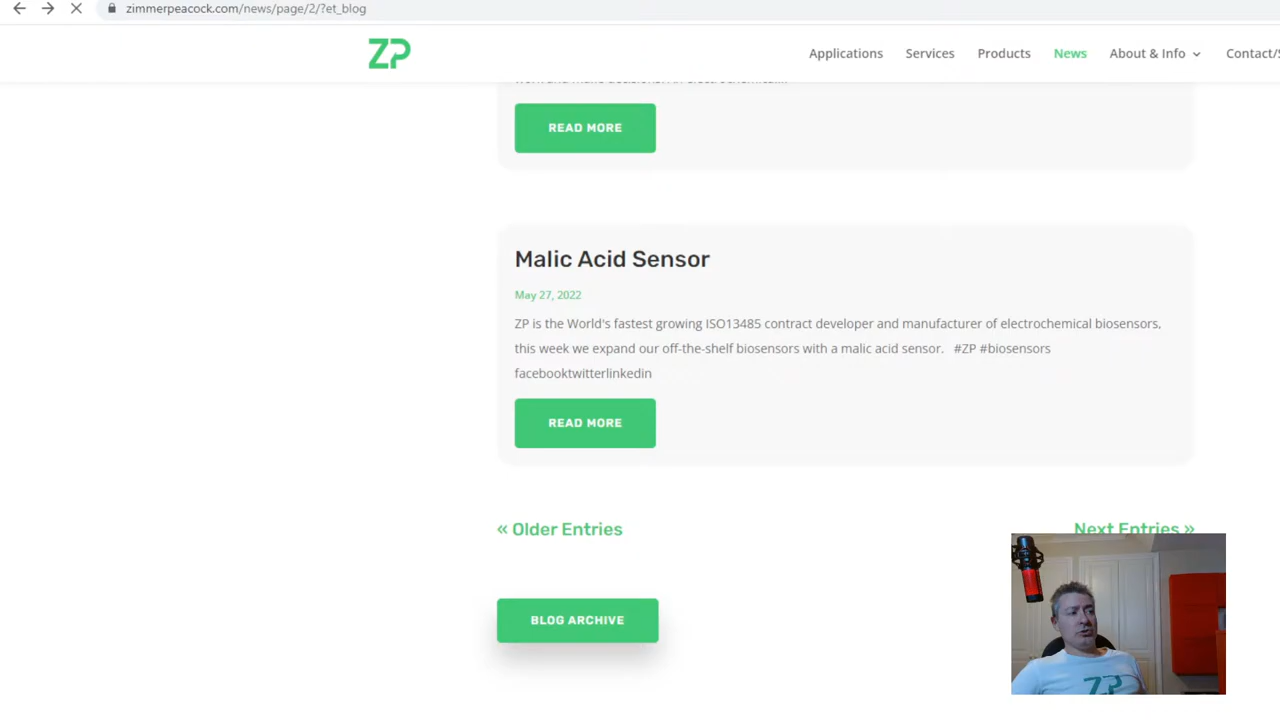 zimmerpeacock.com/news/page/2/?et_blog
ZP
Applications
Services
Products
News
About & Info
Contact/S
READ MORE
Malic Acid Sensor
May 27, 2022
ZP is the World's fastest growing ISO13485 contract developer and manufacturer of electrochemical biosensors,
this week we expand our off-the-shelf biosensors with a malic acid sensor. #ZP #biosensors
facebooktwitterlinkedin
READ MORE
« Older Entries
Next Entries »
BLOG ARCHIVE
ZP